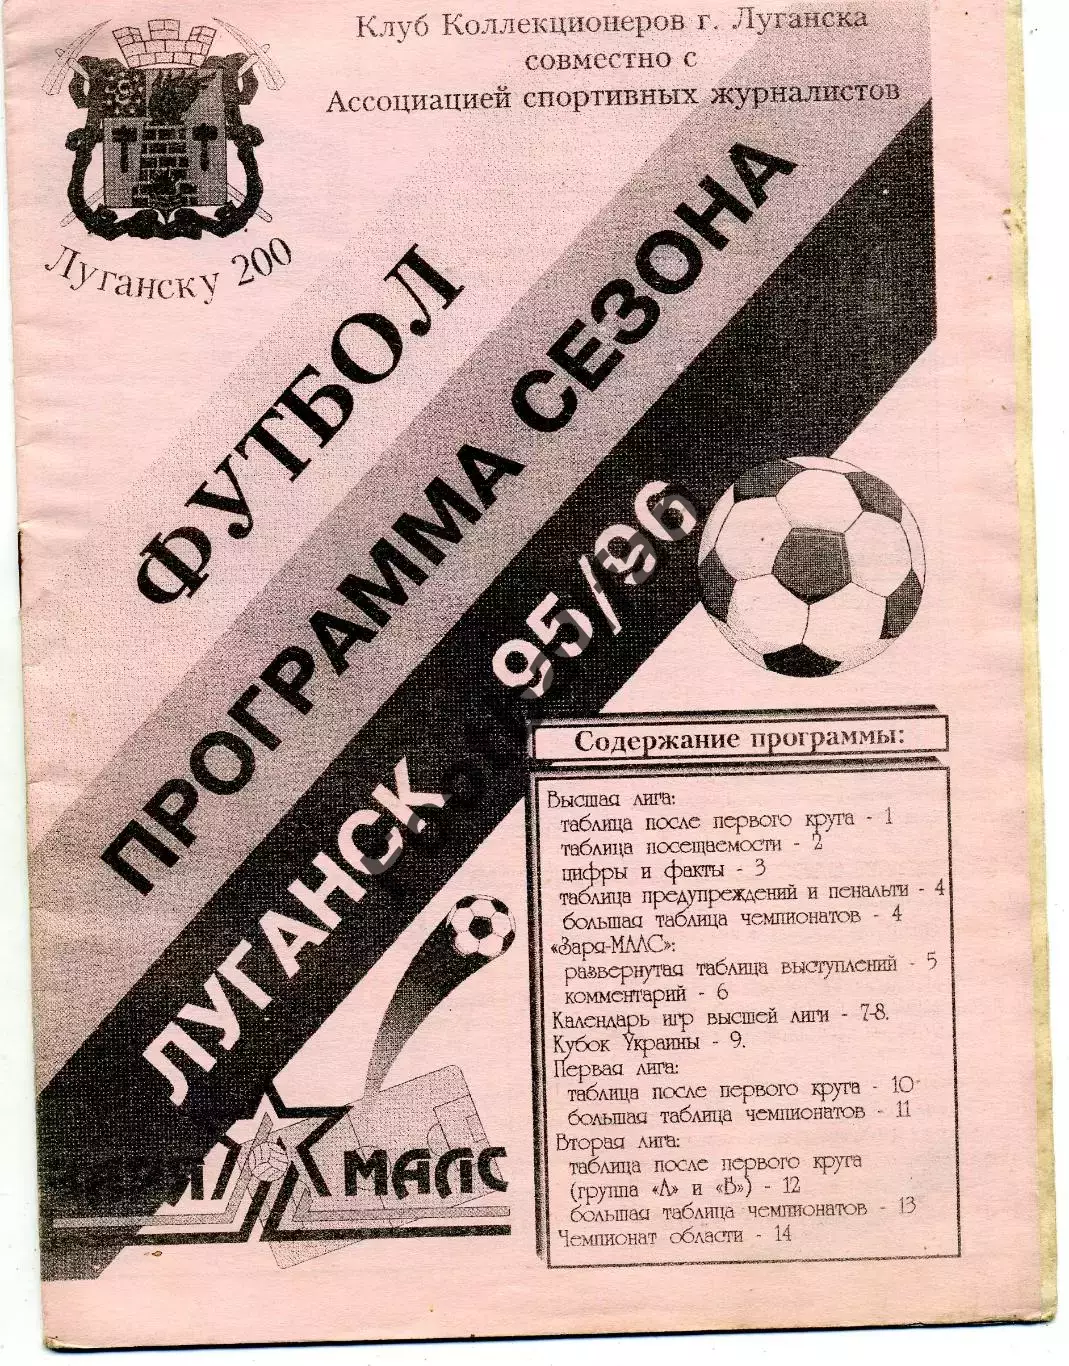 Клуб Коллекционеров г. Луганска
совместно с
Ассоциацией спортивных журналистов
Луганску 200
ФУТБОЛ
ПРОГРАММА СЕЗОНА
ЛУГАНСК 95/96
Содержание программы:
Высшая лига:
таблица после первого круга - 1
таблица посещаемости - 2
цифры и факты - 3
таблица предупреждений и пенальти - 4
большая таблица чемпионатов - 4
«Заря-МАЛС»:
развернутая таблица выступлений - 5
комментарий - 6
Календарь игр высшей лиги - 7-8.
Кубок Украины - 9.
Первая лига:
таблица после первого круга - 10
большая таблица чемпионатов - 11
Вторая лига:
таблица после первого круга
(группа «А» и «Б») - 12
большая таблица чемпионатов - 13
Чемпионат области - 14
ЗАРЯ МАЛС